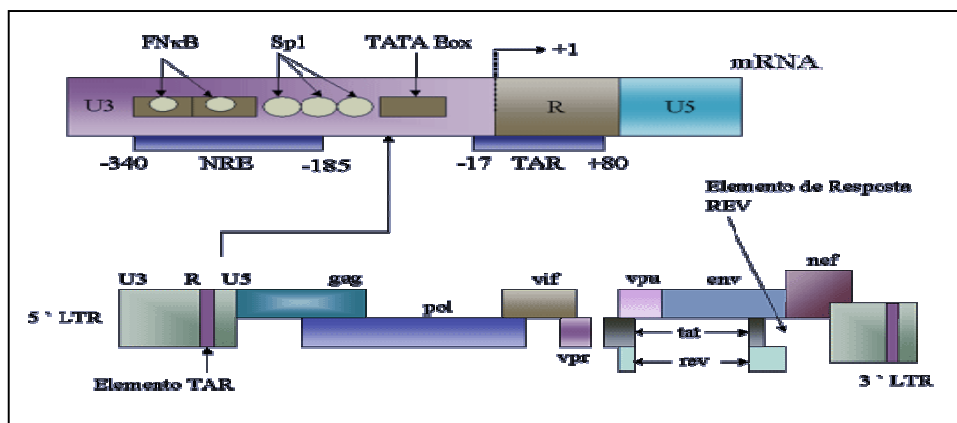 FNκB Sp1 TATA Box +1
mRNA
U3 R U5
-340 NRE -185 -17 TAR +80
Elemento de Resposta
REV
U3 R U5 gag vif vpu env nef
5` LTR pol
vpr tat
rev
Elemento TAR 3` LTR